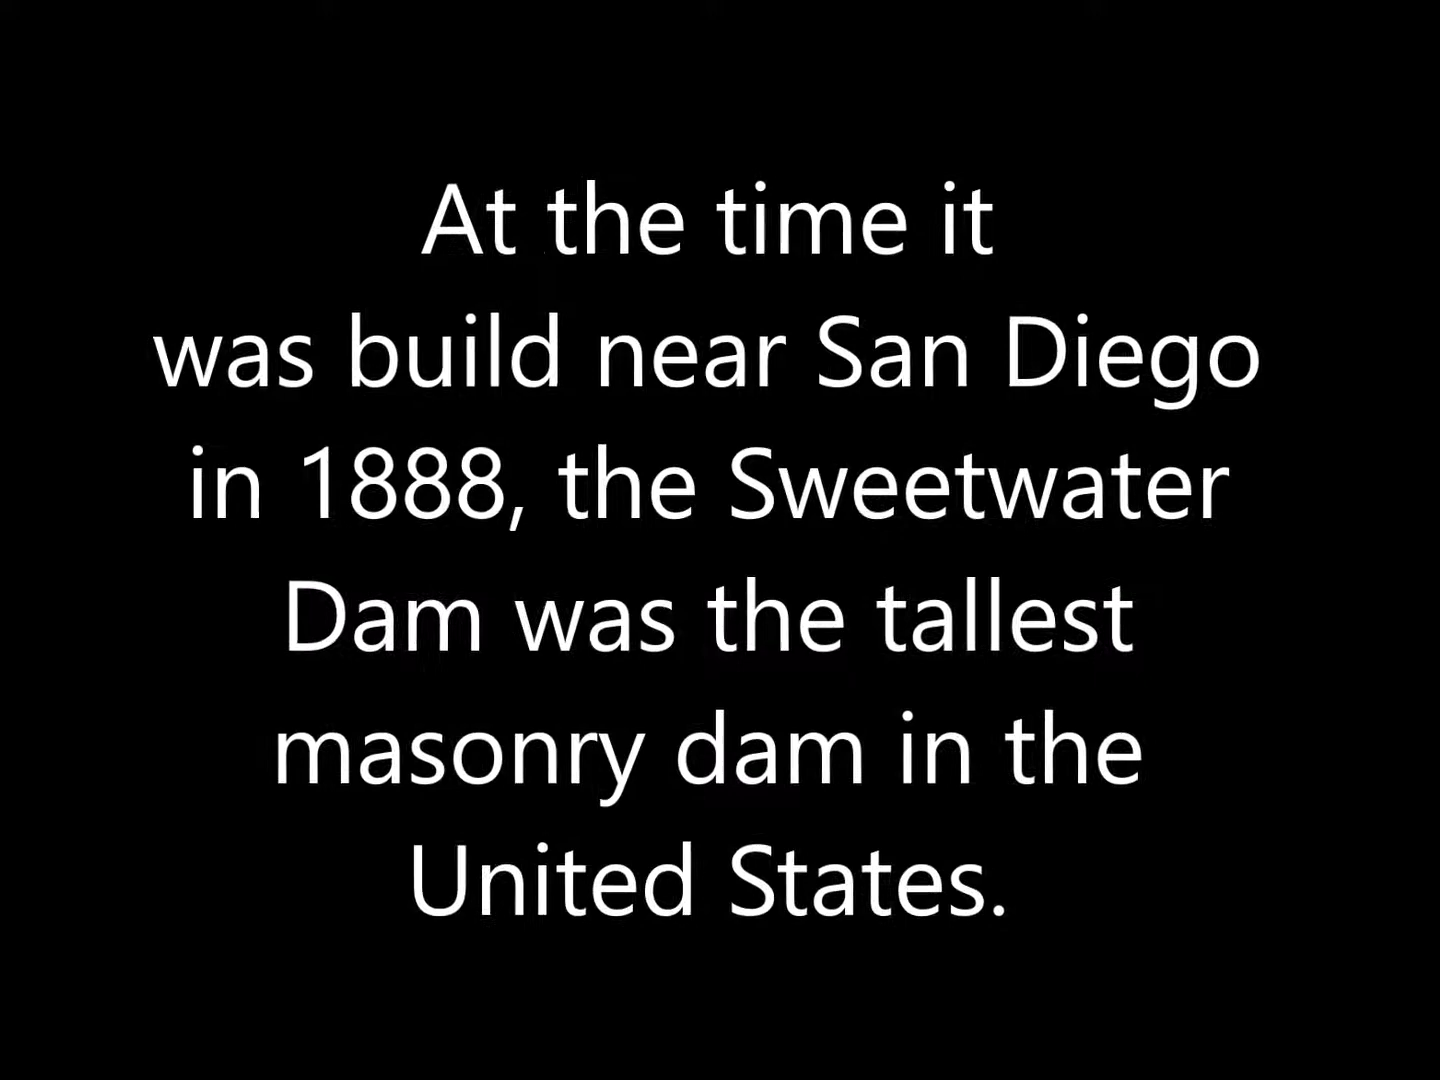 At the time it
was build near San Diego
in 1888, the Sweetwater
Dam was the tallest
masonry dam in the
United States.